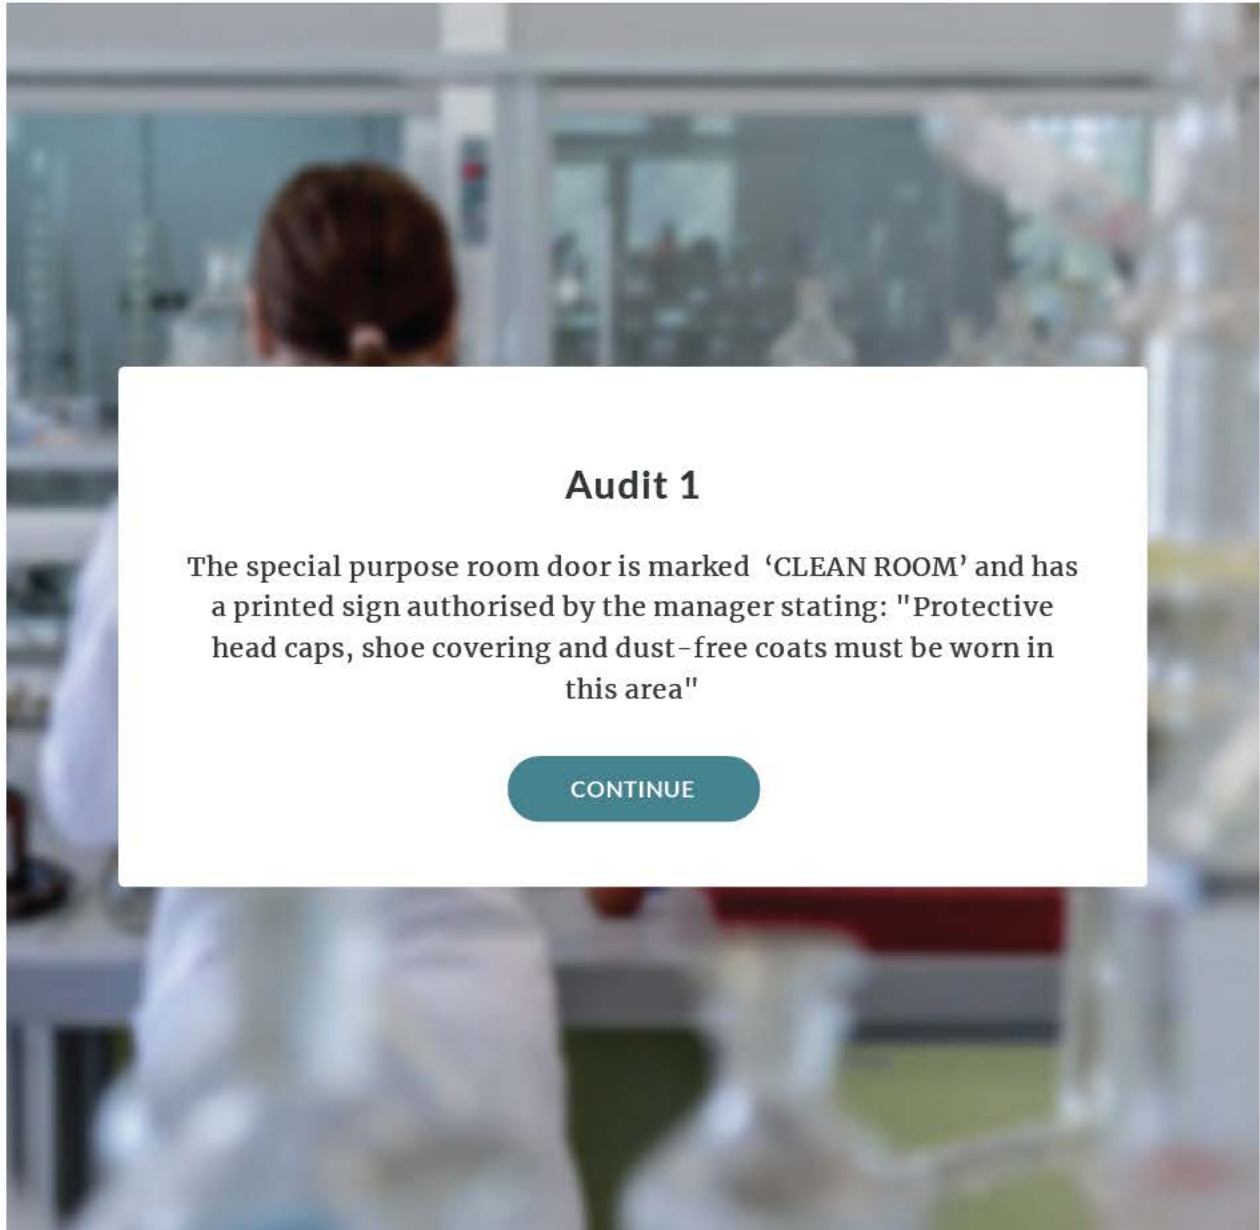 Audit 1
The special purpose room door is marked ‘CLEAN ROOM’ and has
a printed sign authorised by the manager stating: "Protective
head caps, shoe covering and dust-free coats must be worn in
this area"
CONTINUE